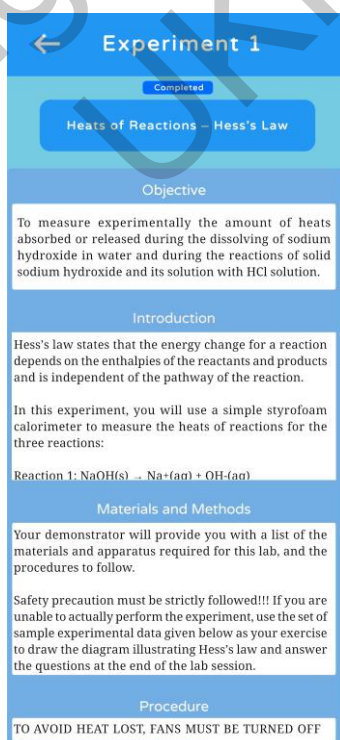 Experiment 1
Completed
Heats of Reactions – Hess's Law
Objective
To measure experimentally the amount of heats
absorbed or released during the dissolving of sodium
hydroxide in water and during the reactions of solid
sodium hydroxide and its solution with HCl solution.
Introduction
Hess's law states that the energy change for a reaction
depends on the enthalpies of the reactants and products
and is independent of the pathway of the reaction.
In this experiment, you will use a simple styrofoam
calorimeter to measure the heats of reactions for the
three reactions:
Reaction 1: NaOH(s) → Na+(aq) + OH-(aq)
Materials and Methods
Your demonstrator will provide you with a list of the
materials and apparatus required for this lab, and the
procedures to follow.
Safety precaution must be strictly followed!!! If you are
unable to actually perform the experiment, use the set of
sample experimental data given below as your exercise
to draw the diagram illustrating Hess's law and answer
the questions at the end of the lab session.
Procedure
TO AVOID HEAT LOST, FANS MUST BE TURNED OFF